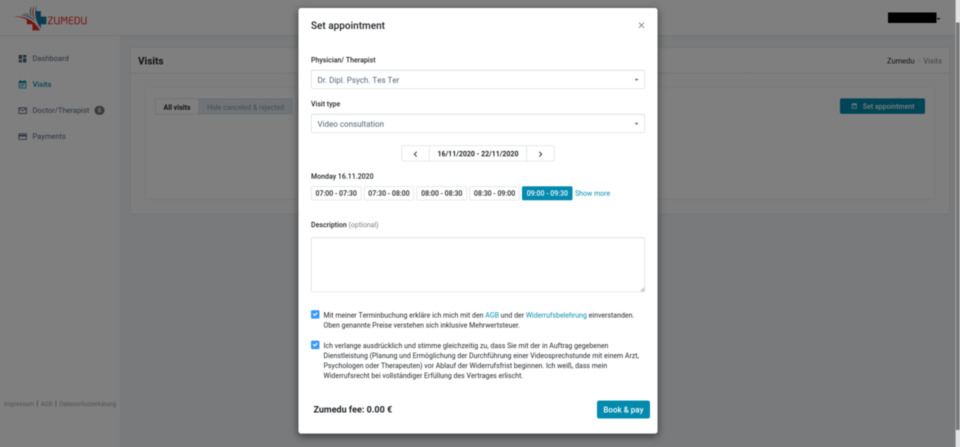 ZUMEDU
Dashboard
Visits
Doctor/Therapist
Payments
Impressum | AGB | Datenschutzerklärung
Visits
Zumedu
Visits
All visits
Hide canceled & rejected
Set appointment
Set appointment
×
Physician/ Therapist
Dr. Dipl. Psych. Tes Ter
Visit type
Video consultation
16/11/2020 - 22/11/2020
Monday 16.11.2020
07:00 - 07:30 07:30 - 08:00 08:00 - 08:30 08:30 - 09:00 09:00 - 09:30 Show more
Description (optional)
Mit meiner Terminbuchung erkläre ich mich mit den AGB und der Widerrufsbelehrung einverstanden.
Oben genannte Preise verstehen sich inklusive Mehrwertsteuer.
Ich verlange ausdrücklich und stimme gleichzeitig zu, dass Sie mit der in Auftrag gegebenen
Dienstleistung (Planung und Ermöglichung der Durchführung einer Videosprechstunde mit einem Arzt,
Psychologen oder Therapeuten) vor Ablauf der Widerrufsfrist beginnen. Ich weiß, dass mein
Widerrufsrecht bei vollständiger Erfüllung des Vertrages erlischt.
Zumedu fee: 0.00 €
Book & pay